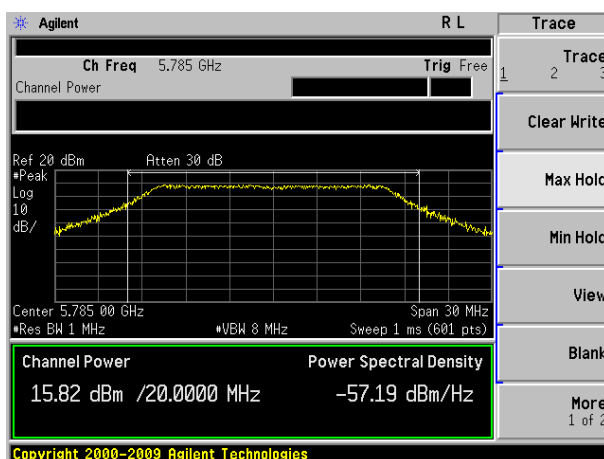 Agilent R L Trace
Ch Freq 5.785 GHz Trig Free
Channel Power
Trace
1 2 3
Clear Write
Max Hold
Min Hold
View
Blank
More
1 of 2
Ref 20 dBm Atten 30 dB
#Peak
Log
10
dB/
Center 5.785 00 GHz Span 30 MHz
#Res BW 1 MHz #VBW 8 MHz Sweep 1 ms (601 pts)
Channel Power Power Spectral Density
15.82 dBm /20.0000 MHz -57.19 dBm/Hz
Copyright 2000-2009 Agilent Technologies